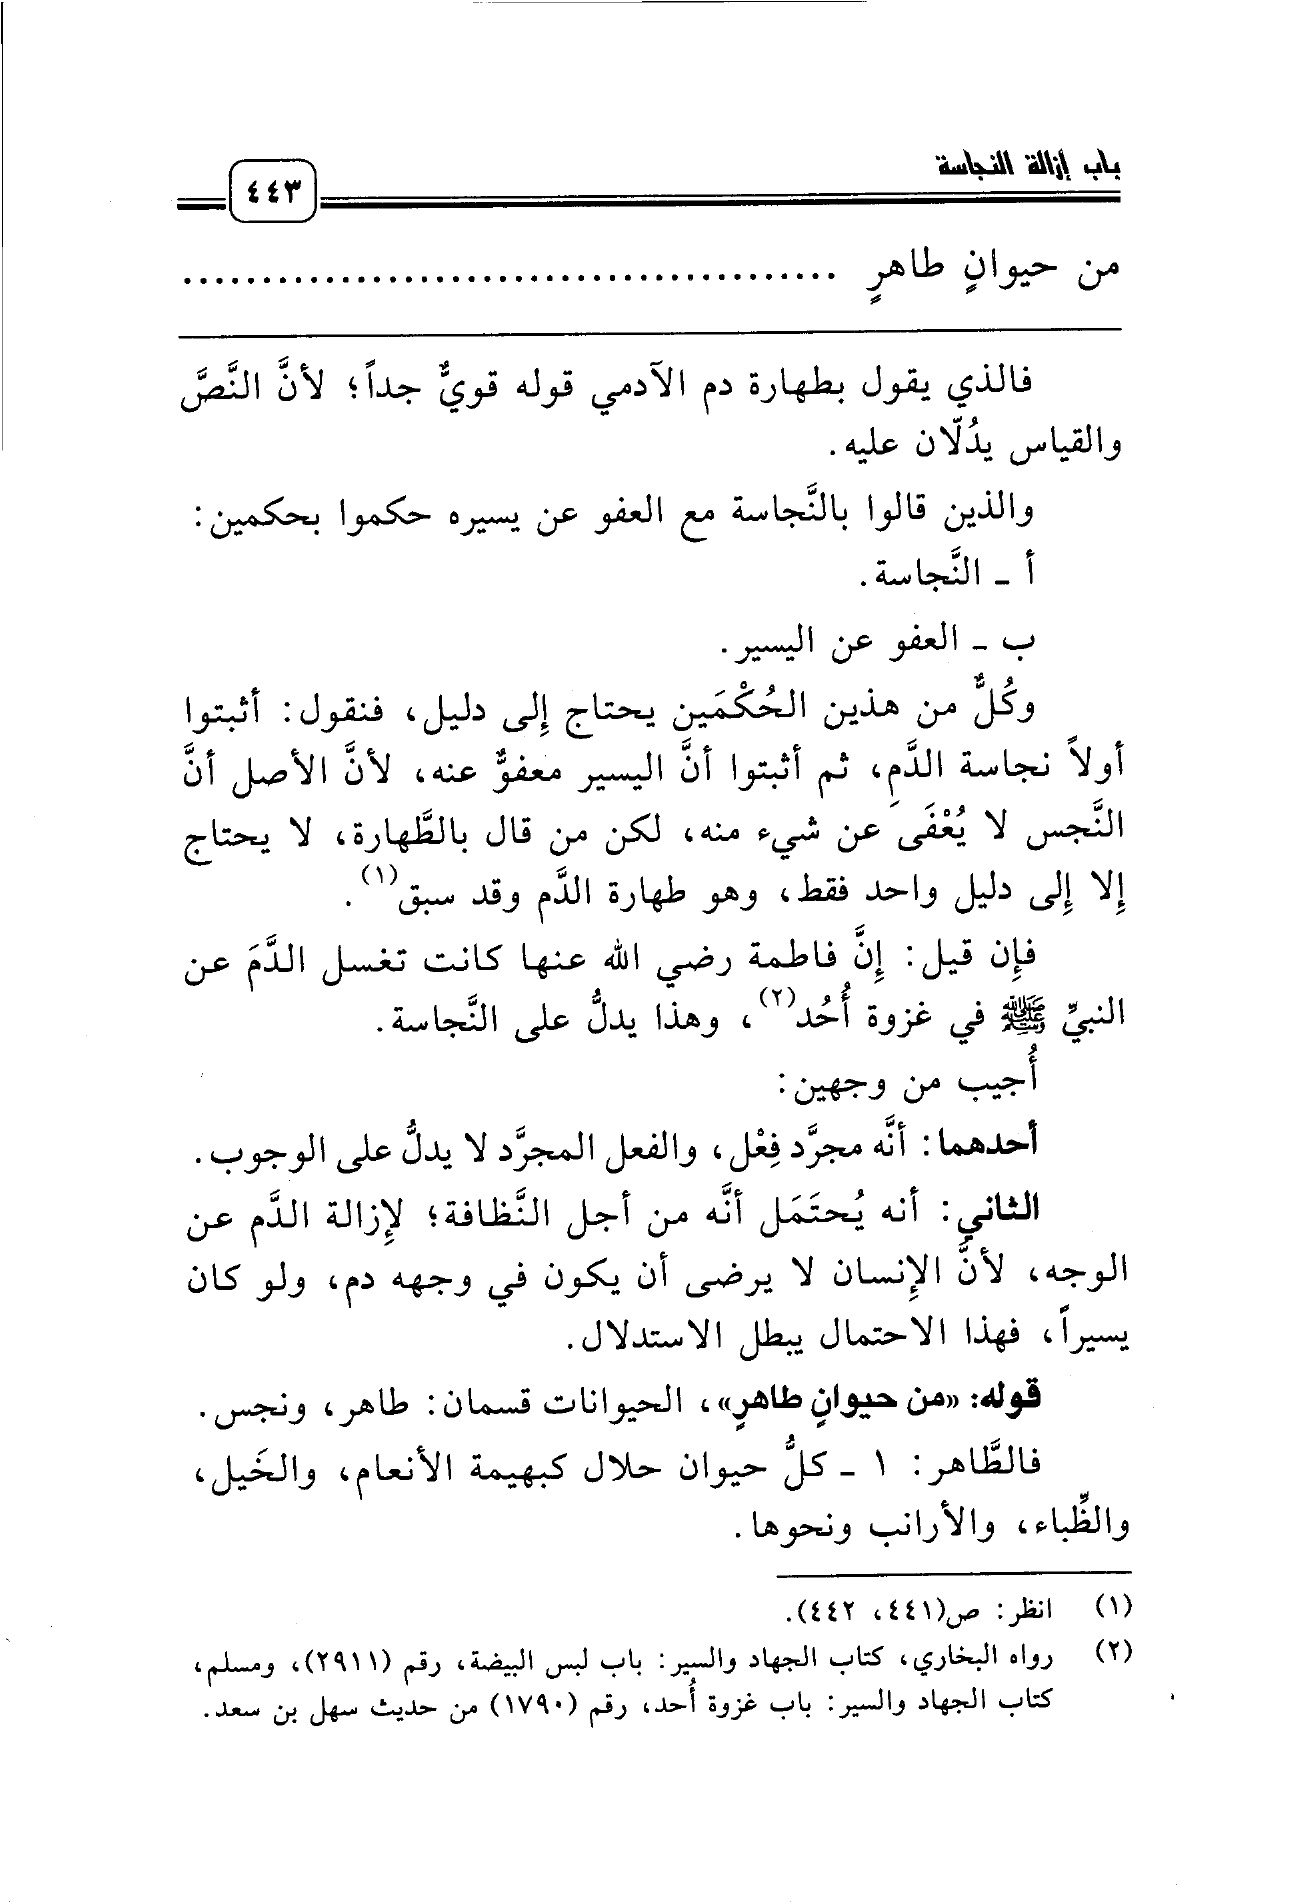 باب إزالة النجاسة
٤٤٣
من حيوانٍ طاهرٍ ..........................................
فالذي يقول بطهارة دم الآدمي قوله قويٌّ جداً؛ لأنَّ النَّصَّ
والقياس يدُلّان عليه.
والذين قالوا بالنَّجاسة مع العفو عن يسيره حكموا بحكمين:
أ ـ النَّجاسة.
ب ـ العفو عن اليسير.
وكُلٌّ من هذين الحُكْمَين يحتاج إلى دليل، فنقول: أثبتوا
أولاً نجاسة الدَّمِ، ثم أثبتوا أنَّ اليسير معفوٌّ عنه، لأنَّ الأصل أنَّ
النَّجس لا يُعْفَى عن شيء منه، لكن من قال بالطَّهارة، لا يحتاج
إلا إلى دليل واحد فقط، وهو طهارة الدَّم وقد سبق(١).
فإن قيل: إنَّ فاطمة رضي الله عنها كانت تغسل الدَّمَ عن
النبيِّ ﷺ في غزوة أُحُد(٢)، وهذا يدلُّ على النَّجاسة.
أُجيب من وجهين:
أحدهما: أنَّه مجرَّد فِعْل، والفعل المجرَّد لا يدلُّ على الوجوب.
الثاني: أنه يُحتَمَل أنَّه من أجل النَّظافة؛ لإزالة الدَّم عن
الوجه، لأنَّ الإنسان لا يرضى أن يكون في وجهه دم، ولو كان
يسيراً، فهذا الاحتمال يبطل الاستدلال.
قوله: «من حيوانٍ طاهرٍ»، الحيوانات قسمان: طاهر، ونجس.
فالطَّاهر: ١ ـ كلُّ حيوان حلال كبهيمة الأنعام، والخَيل،
والظِّباء، والأرانب ونحوها.
(١) انظر: ص(٤٤١، ٤٤٢).
(٢) رواه البخاري، كتاب الجهاد والسير: باب لبس البيضة، رقم (٢٩١١)، ومسلم،
كتاب الجهاد والسير: باب غزوة أُحد، رقم (١٧٩٠) من حديث سهل بن سعد.